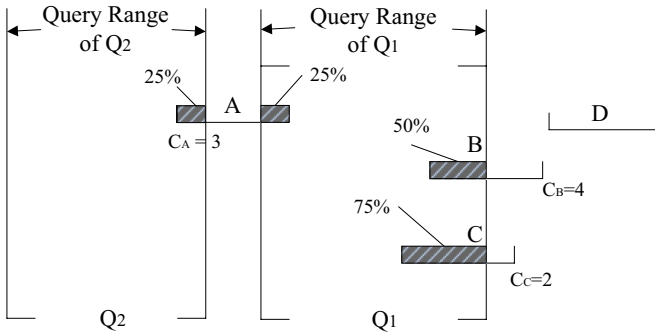 Query Range
of Q2
Query Range
of Q1
25%
A
25%
CA = 3
50%
B
D
CB=4
75%
C
CC=2
Q2
Q1